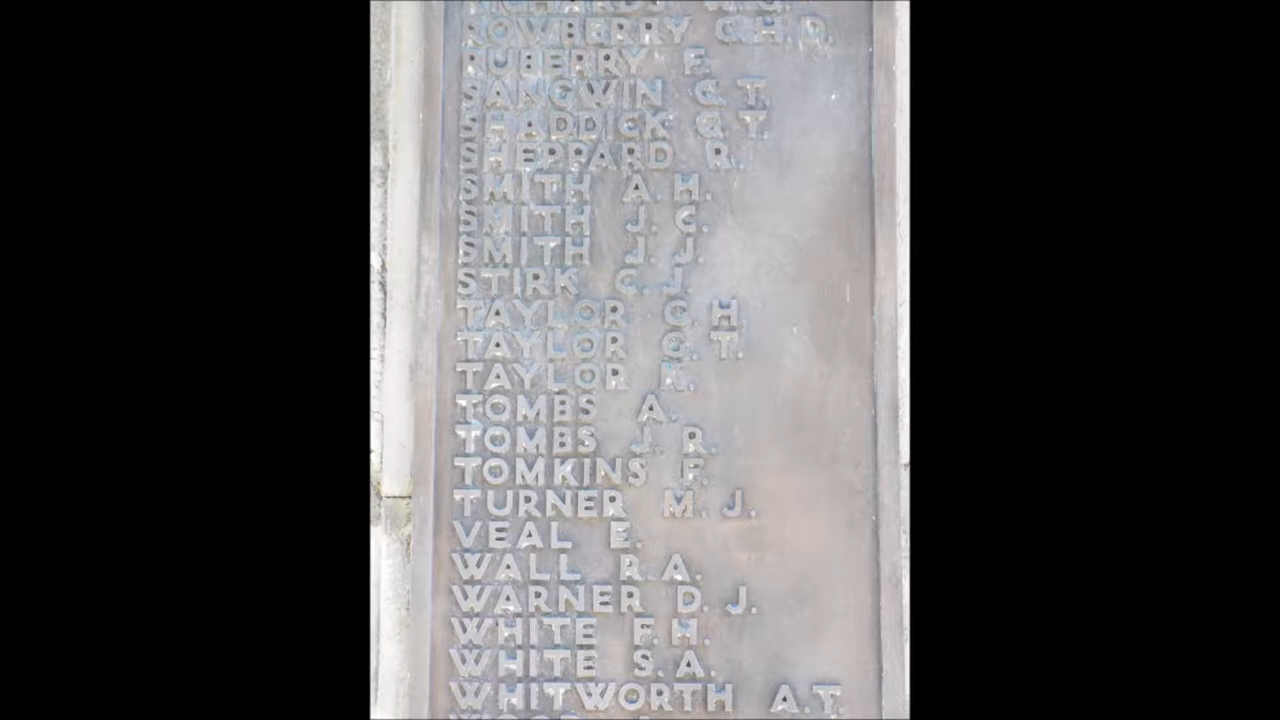 RICHARDS W.G.
ROWBERRY C.H.D.
RUBERRY F.
SANGWIN C.T.
SHADDICK G.T.
SHEPPARD R.
SMITH A.H.
SMITH J.C.
SMITH J.J.
STIRK C.J.
TAYLOR C.H.
TAYLOR G.T.
TAYLOR K.
TOMBS A.
TOMBS J.R.
TOMKINS F.
TURNER M.J.
VEAL E.
WALL R.A.
WARNER D.J.
WHITE F.H.
WHITE S.A.
WHITWORTH A.T.